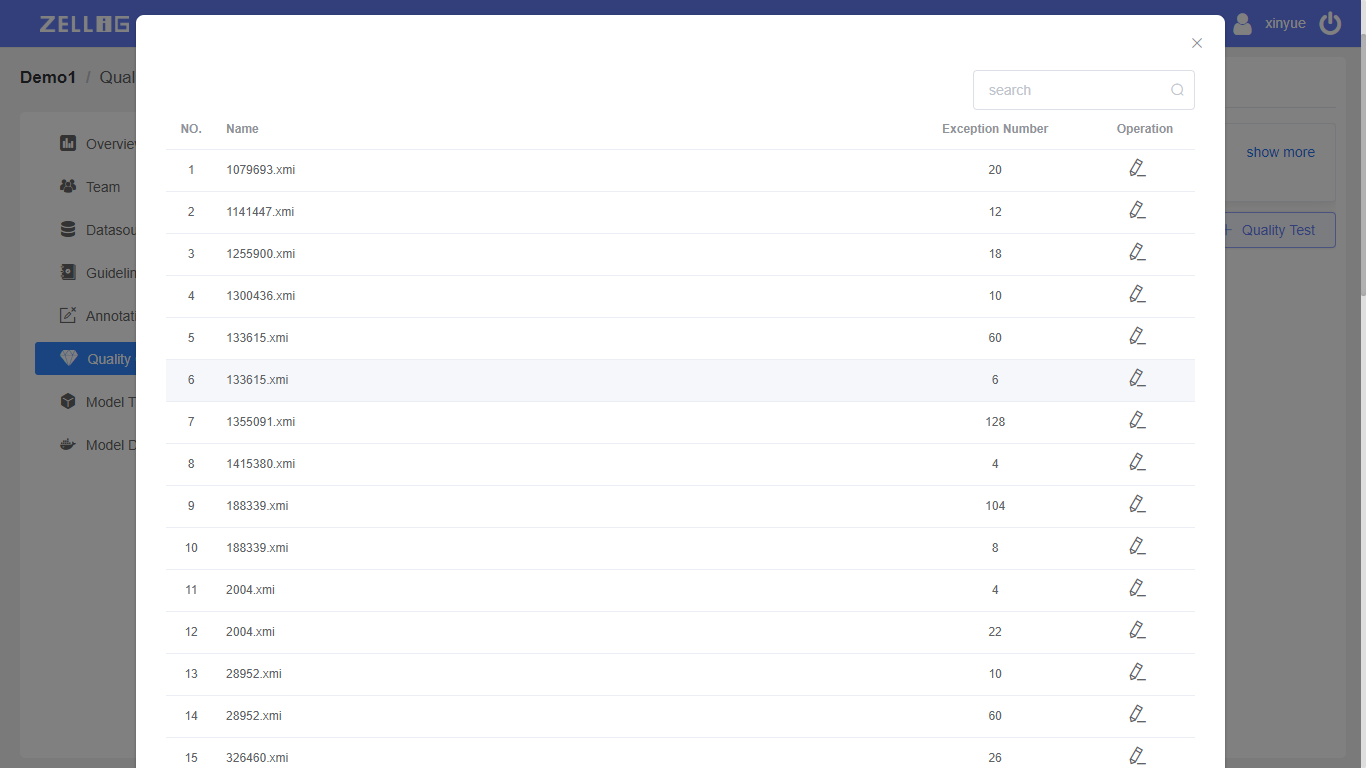 ZELLIG
xinyue
Demo1 / Qual
search
NO. Name Exception Number Operation
1 1079693.xmi 20
2 1141447.xmi 12
3 1255900.xmi 18
4 1300436.xmi 10
5 133615.xmi 60
6 133615.xmi 6
7 1355091.xmi 128
8 1415380.xmi 4
9 188339.xmi 104
10 188339.xmi 8
11 2004.xmi 4
12 2004.xmi 22
13 28952.xmi 10
14 28952.xmi 60
15 326460.xmi 26
Overview
Team
Datasou
Guidelin
Annotati
Quality
Model T
Model D
show more
Quality Test